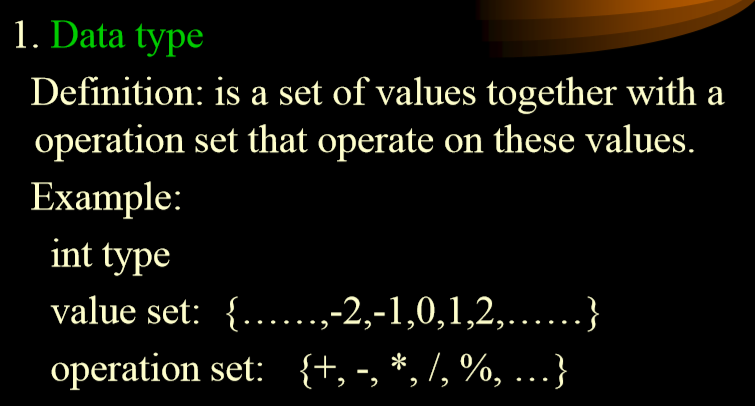 1. Data type
Definition: is a set of values together with a
operation set that operate on these values.
Example:
int type
value set: {……,-2,-1,0,1,2,……}
operation set: {+, -, *, /, %, …}